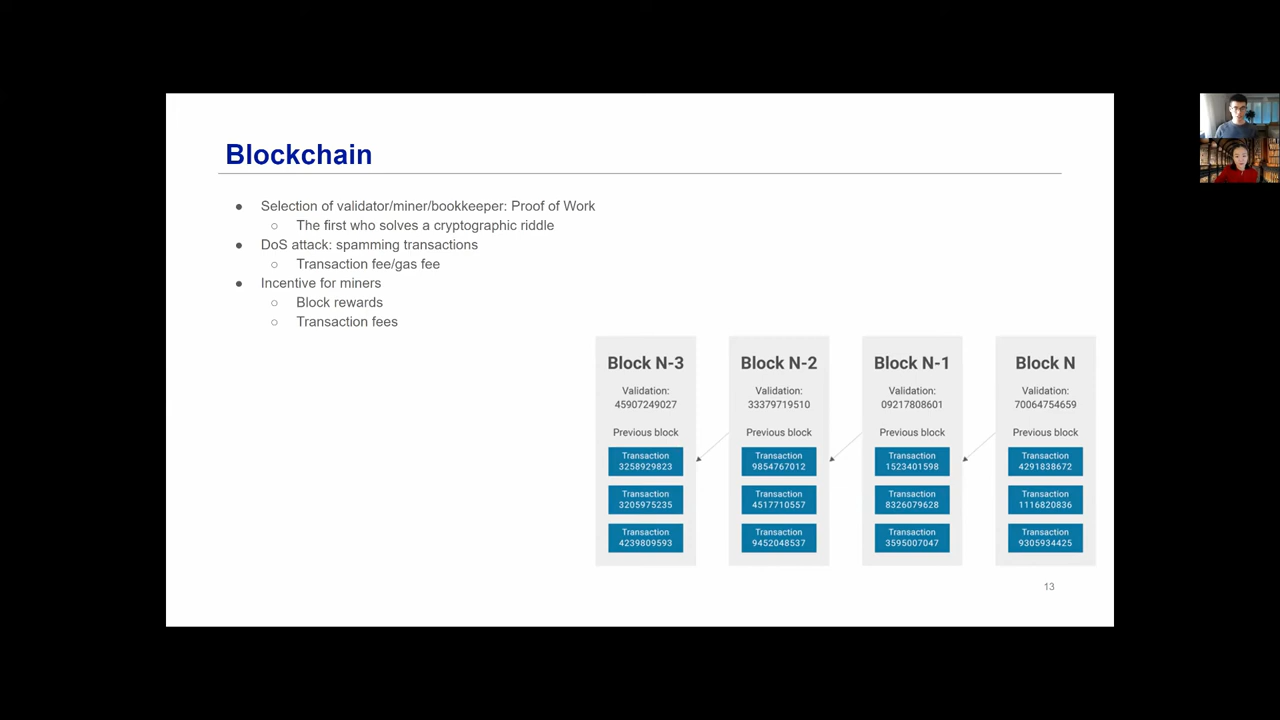 Blockchain
● Selection of validator/miner/bookkeeper: Proof of Work
○ The first who solves a cryptographic riddle
● DoS attack: spamming transactions
○ Transaction fee/gas fee
● Incentive for miners
○ Block rewards
○ Transaction fees
Block N-3
Validation:
45907249027
Previous block
Transaction
3258929823
Transaction
3205975235
Transaction
4239809593
Block N-2
Validation:
33379719510
Previous block
Transaction
9854767012
Transaction
4517710557
Transaction
9452048537
Block N-1
Validation:
09217808601
Previous block
Transaction
1523401598
Transaction
8326079628
Transaction
3595007047
Block N
Validation:
70064754659
Previous block
Transaction
4291838672
Transaction
1116820836
Transaction
9305934425
13